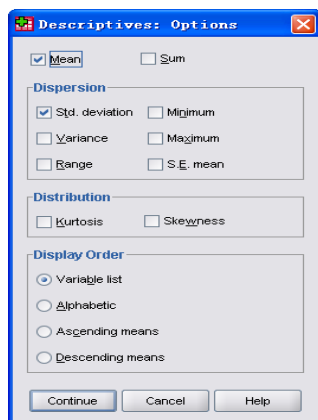 Descriptives: Options
Mean Sum
Dispersion
Std. deviation Minimum
Variance Maximum
Range S.E. mean
Distribution
Kurtosis Skewness
Display Order
Variable list
Alphabetic
Ascending means
Descending means
Continue Cancel Help